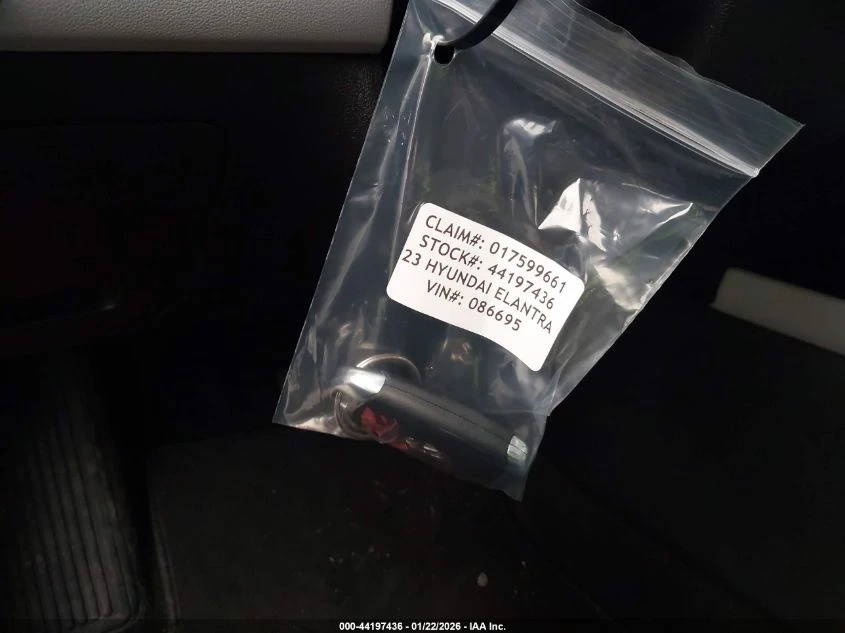 CLAIM#: 017599661
STOCK#: 44197436
23 HYUNDAI ELANTRA
VIN#: 086695
000-44197436 - 01/22/2026 - IAA Inc.